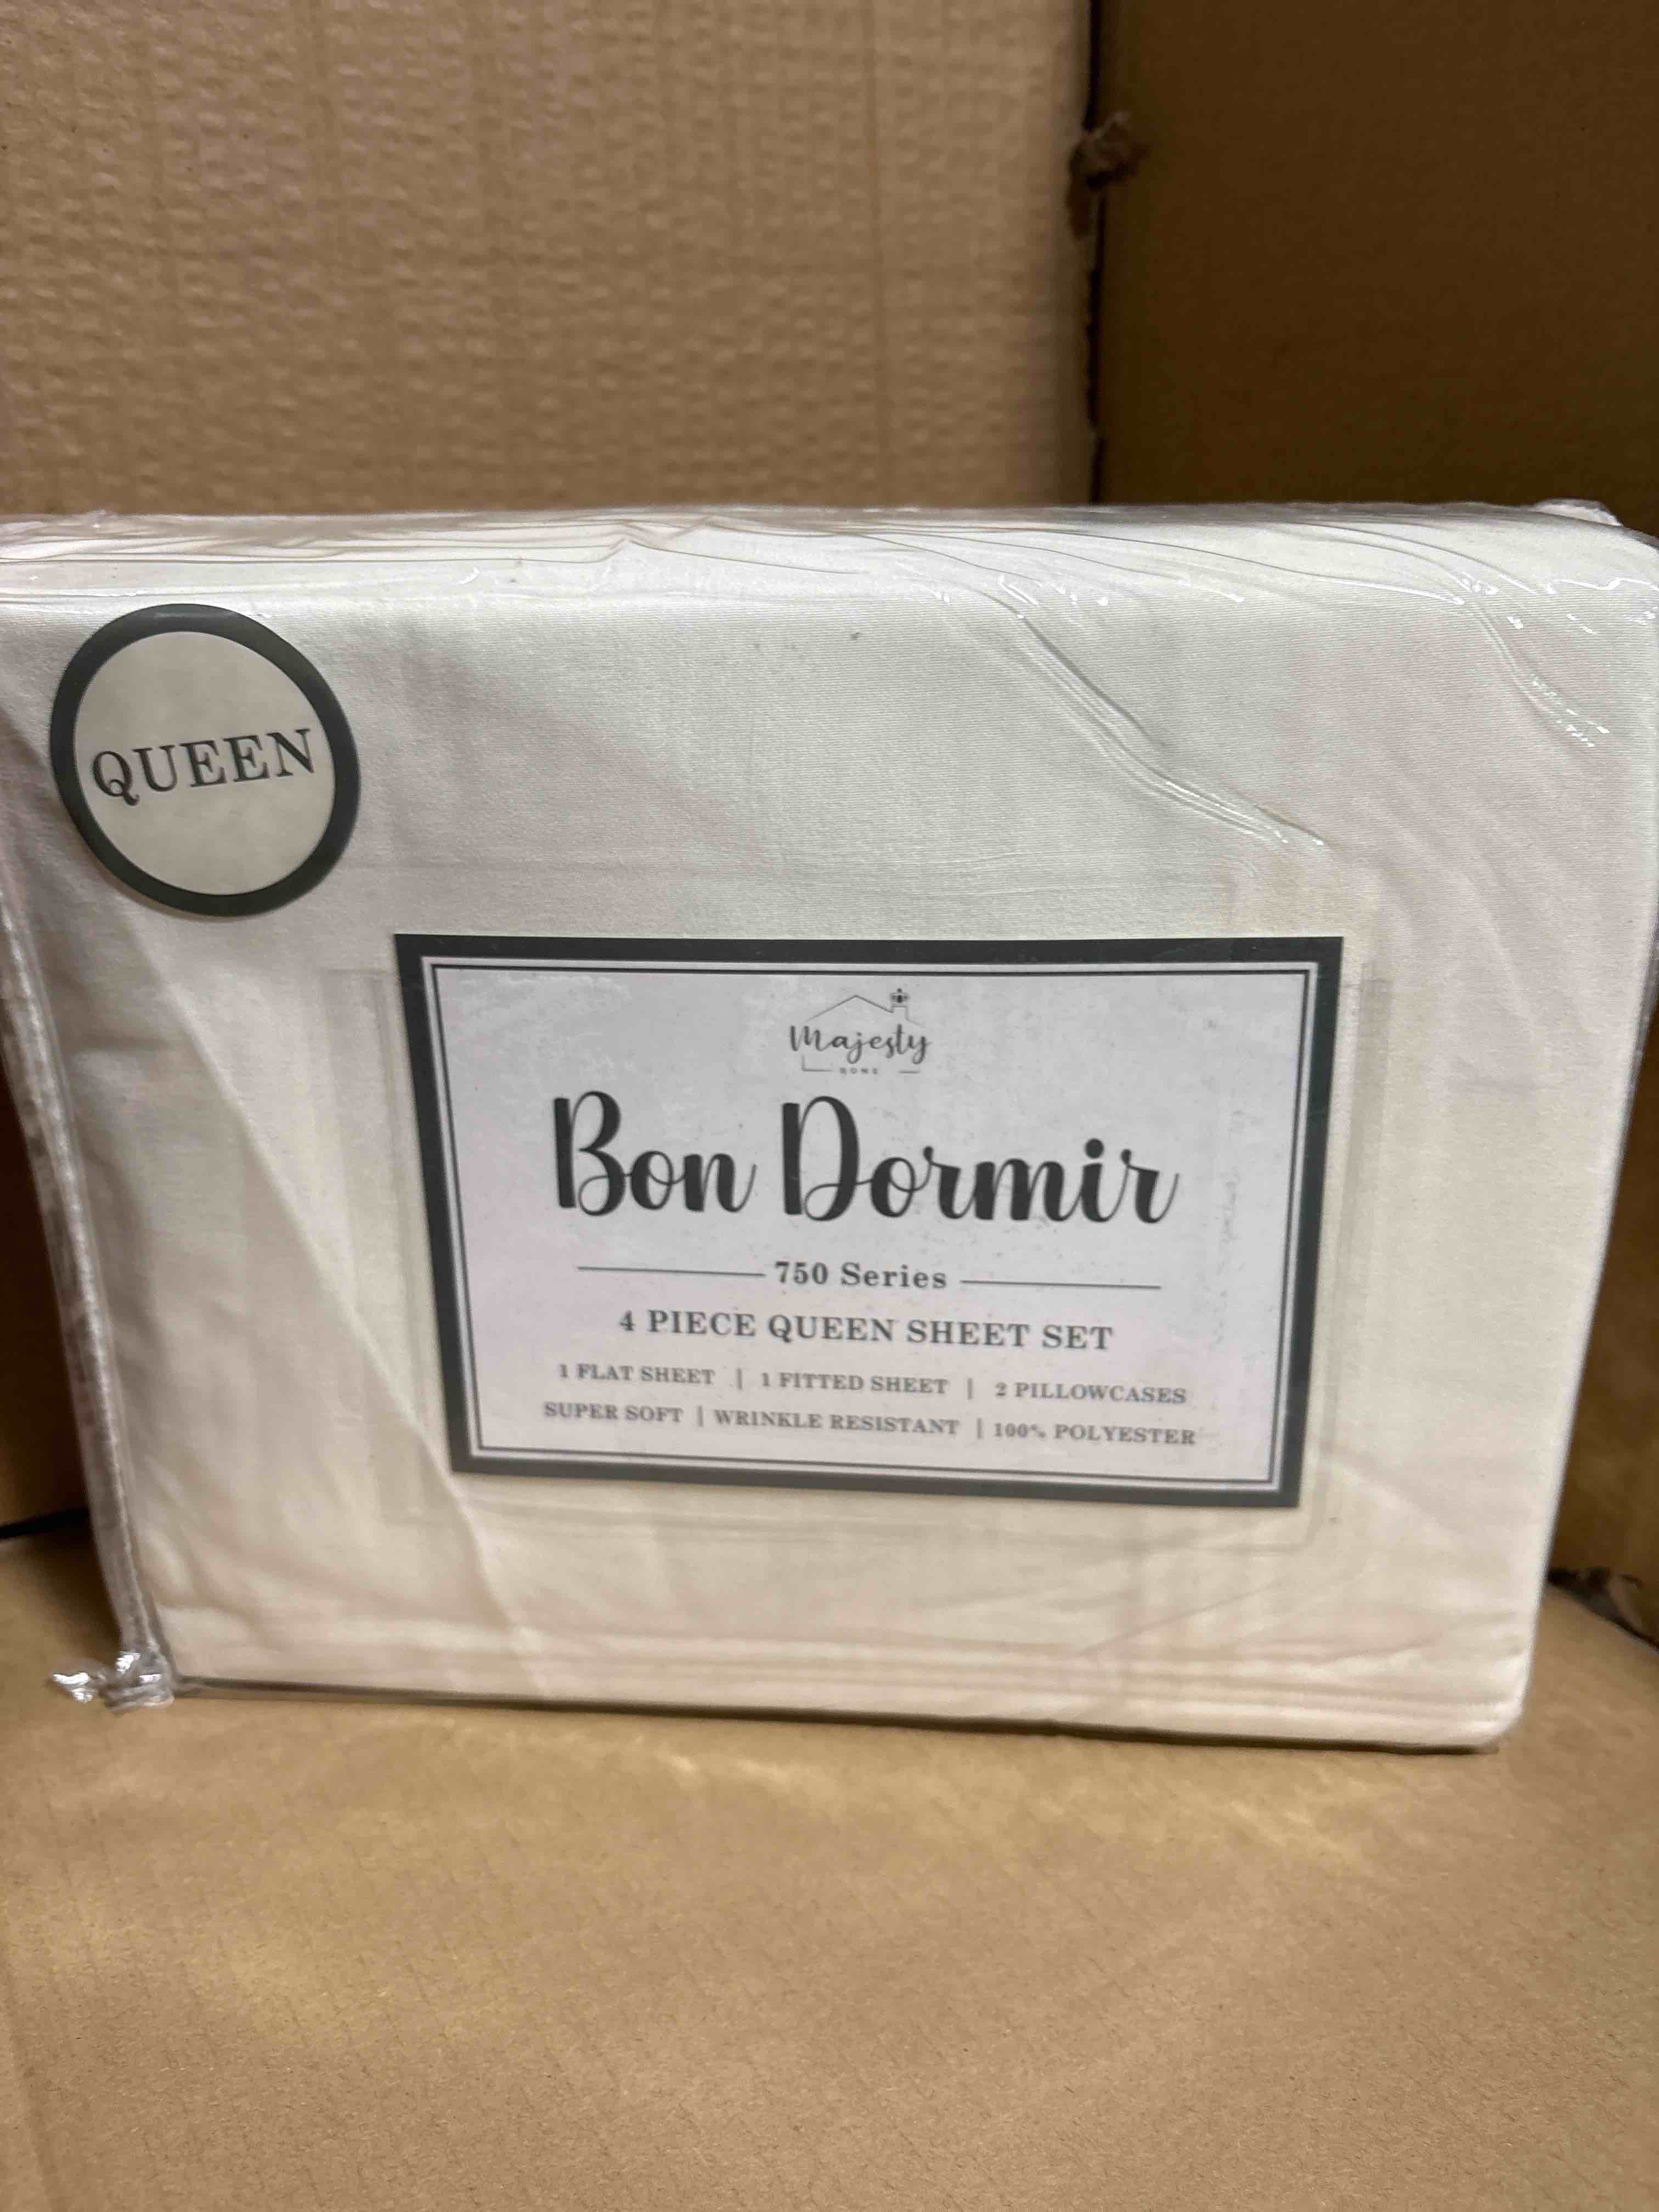 QUEEN
Majesty
HOME
Bon Dormir
750 Series
4 PIECE QUEEN SHEET SET
1 FLAT SHEET | 1 FITTED SHEET | 2 PILLOWCASES
SUPER SOFT | WRINKLE RESISTANT | 100% POLYESTER